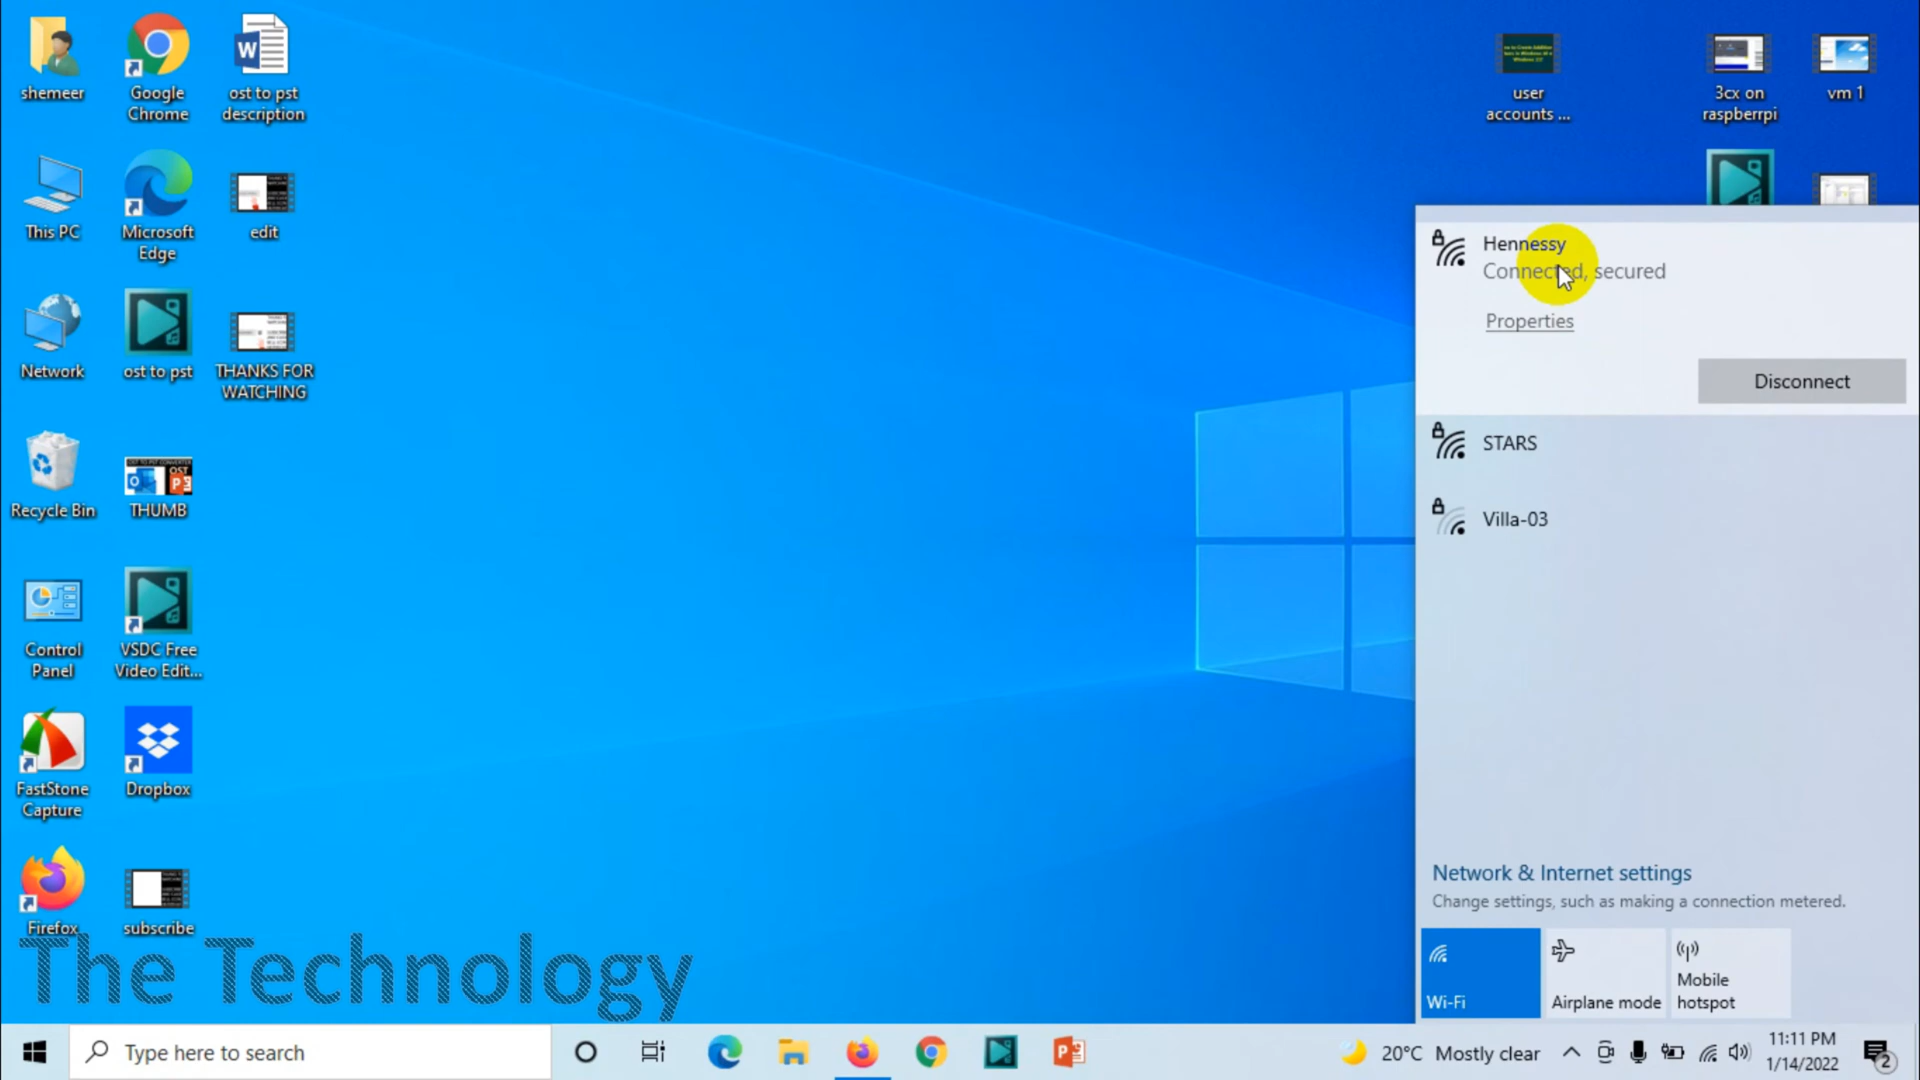 shemeer
Google
Chrome
ost to pst
description
user
accounts ...
3cx on
raspberrpi
vm 1
This PC
Microsoft
Edge
edit
Network
ost to pst
THANKS FOR
WATCHING
Recycle Bin
THUMB
Control
Panel
VSDC Free
Video Edit...
FastStone
Capture
Dropbox
Firefox
subscribe
The Technology
Hennessy
Connected, secured
Properties
Disconnect
STARS
Villa-03
Network & Internet settings
Change settings, such as making a connection metered.
Wi-Fi
Airplane mode
Mobile
hotspot
Type here to search
20°C Mostly clear
11:11 PM
1/14/2022
2